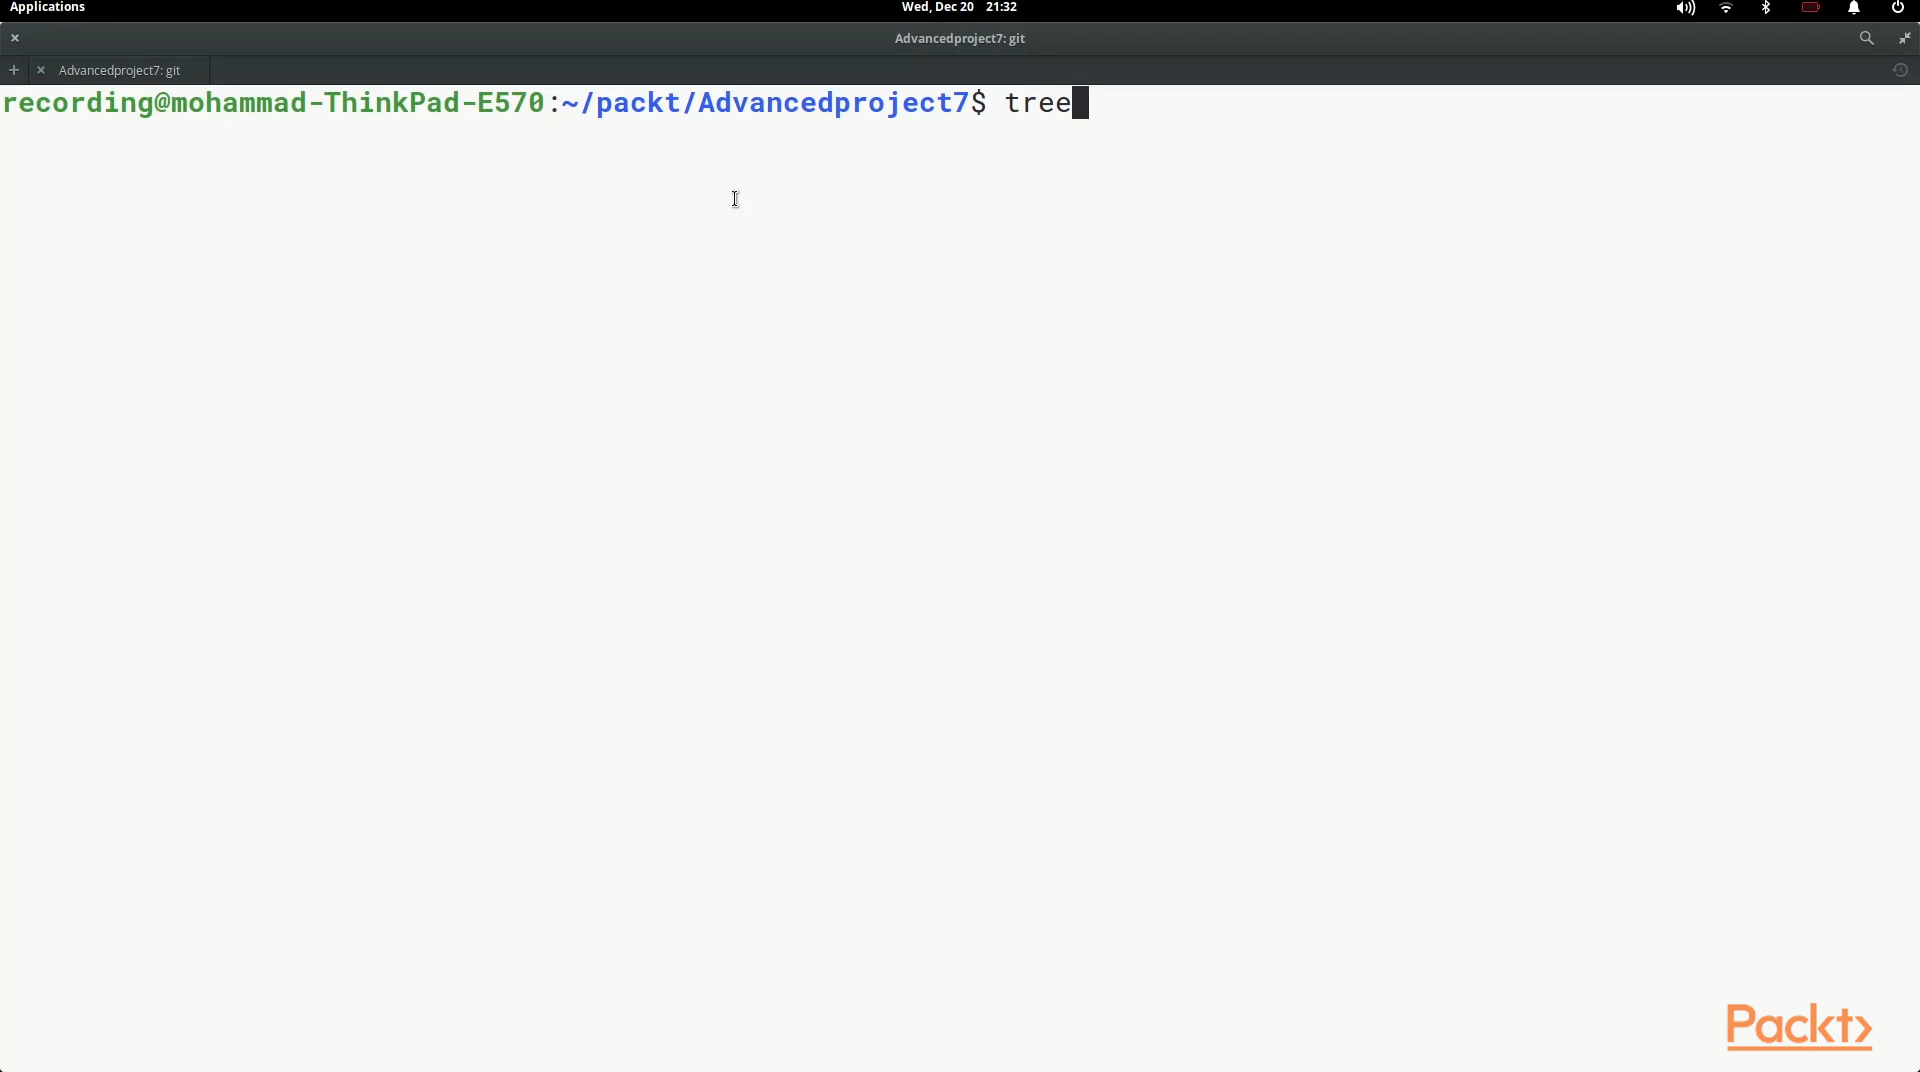 Applications
Wed, Dec 20 21:32
Advancedproject7: git
Advancedproject7: git
recording@mohammad-ThinkPad-E570:~/packt/Advancedproject7$ tree
Packt>